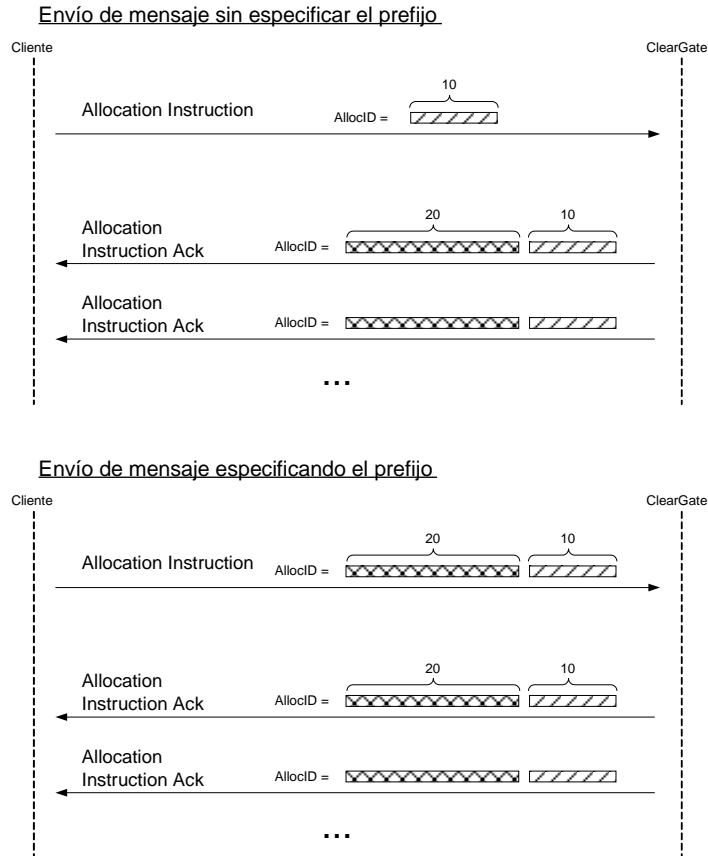 Envío de mensaje sin especificar el prefijo
Cliente ClearGate
10
Allocation Instruction AllocID =
20 10
Allocation
Instruction Ack AllocID =
Allocation
Instruction Ack AllocID =
...
Envío de mensaje especificando el prefijo
Cliente ClearGate
20 10
Allocation Instruction AllocID =
20 10
Allocation
Instruction Ack AllocID =
Allocation
Instruction Ack AllocID =
...